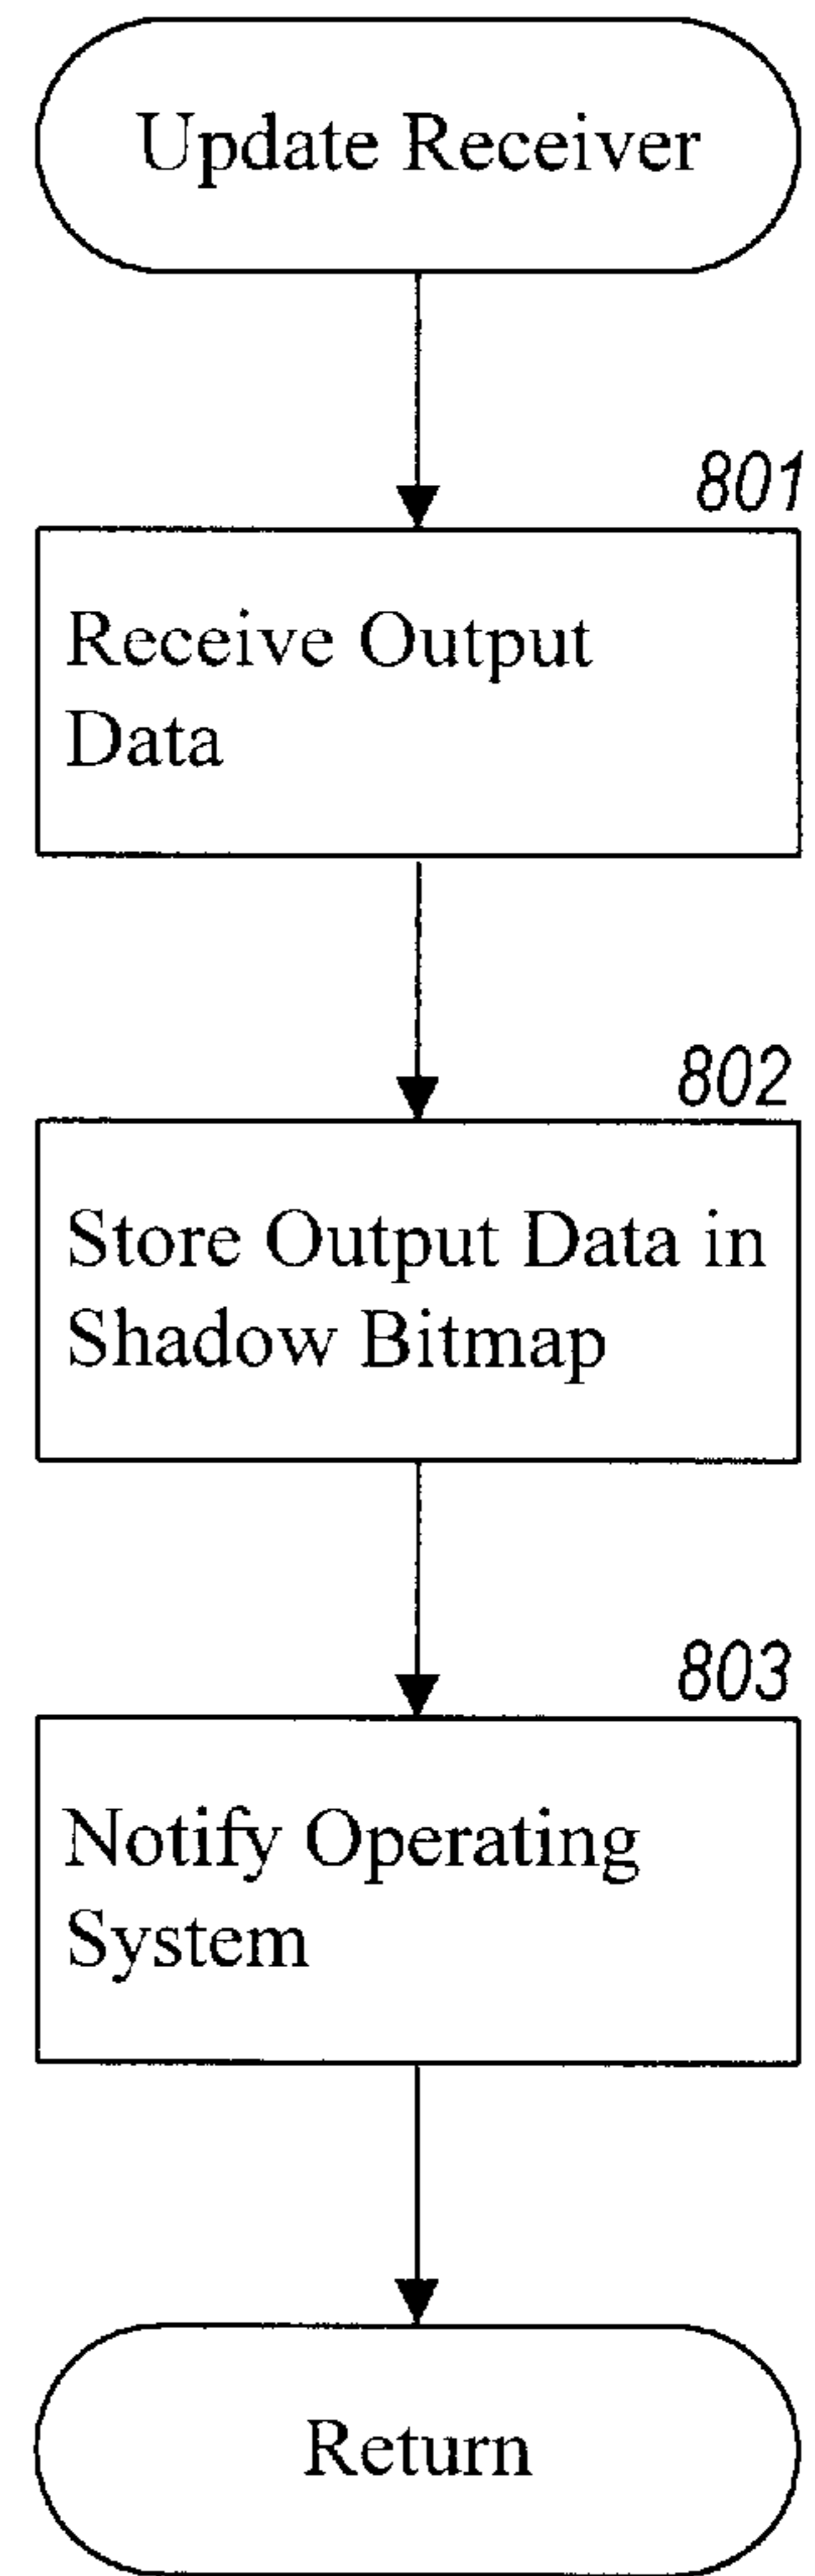 Update Receiver
801
Receive Output
Data
802
Store Output Data in
Shadow Bitmap
803
Notify Operating
System
Return